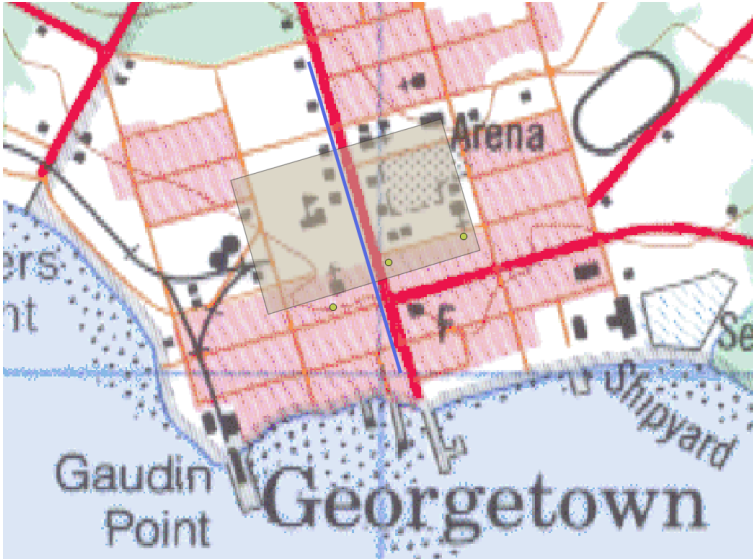 Arena
ers
nt
Se
Shipyard
Gaudin
Point
Georgetown